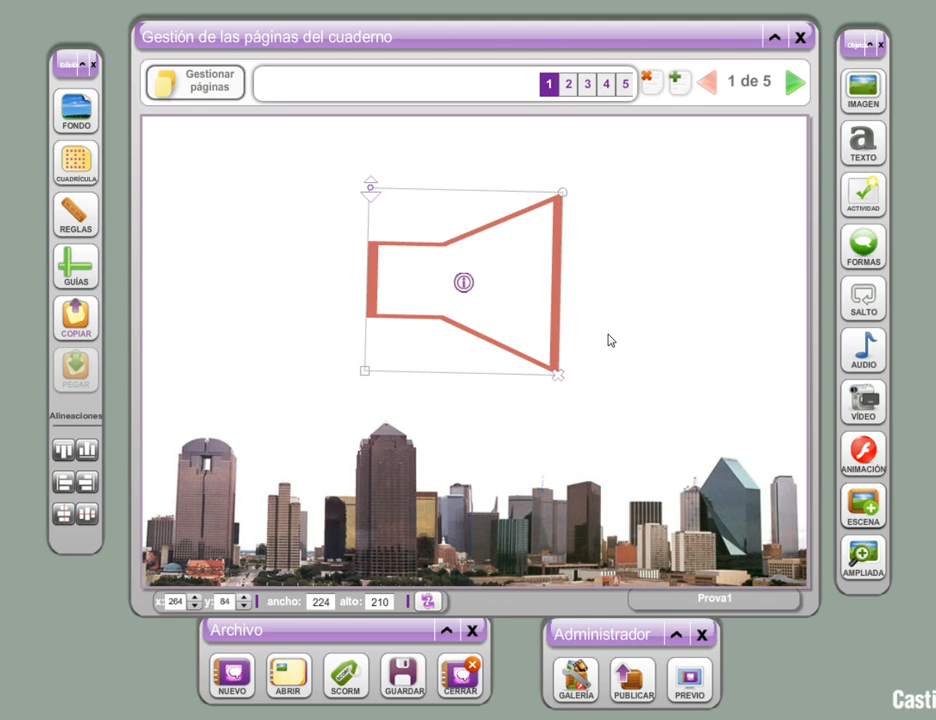 Gestión de las páginas del cuaderno
Gestionar
páginas
1 2 3 4 5
1 de 5
FONDO
CUADRÍCULA
REGLAS
GUÍAS
COPIAR
PEGAR
Alineaciones
IMAGEN
a
TEXTO
ACTIVIDAD
FORMAS
SALTO
AUDIO
VÍDEO
ANIMACIÓN
ESCENA
AMPLIADA
x: 264 y: 84 ancho: 224 alto: 210
Prova1
Archivo
NUEVO ABRIR SCORM GUARDAR CERRAR
Administrador
GALERÍA PUBLICAR PREVIO
Casti